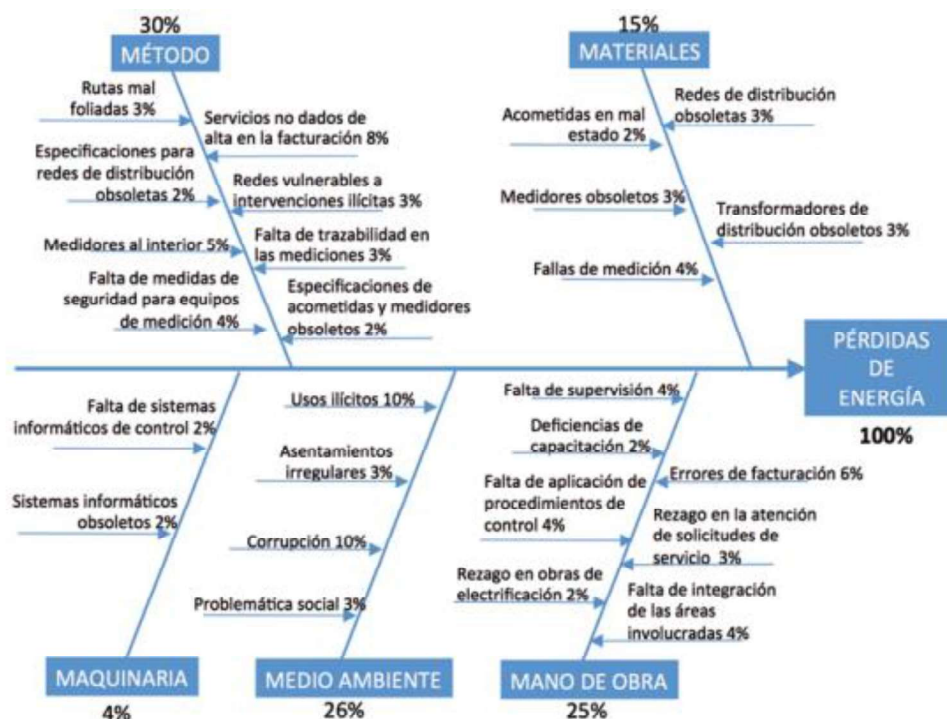 30%
MÉTODO
Rutas mal
foliadas 3%
Servicios no dados de
alta en la facturación 8%
Especificaciones para
redes de distribución
obsoletas 2%
Redes vulnerables a
intervenciones ilícitas 3%
Medidores al interior 5%
Falta de trazabilidad en
las mediciones 3%
Falta de medidas de
seguridad para equipos
de medición 4%
Especificaciones de
acometidas y medidores
obsoletos 2%
15%
MATERIALES
Redes de distribución
obsoletas 3%
Acometidas en mal
estado 2%
Medidores obsoletos 3%
Transformadores de
distribución obsoletos 3%
Fallas de medición 4%
PÉRDIDAS
DE
ENERGÍA
100%
Falta de sistemas
informáticos de control 2%
Sistemas informáticos
obsoletos 2%
MAQUINARIA
4%
Usos ilícitos 10%
Asentamientos
irregulares 3%
Corrupción 10%
Problemática social 3%
MEDIO AMBIENTE
26%
Falta de supervisión 4%
Deficiencias de
capacitación 2%
Errores de facturación 6%
Falta de aplicación de
procedimientos de
control 4%
Rezago en la atención
de solicitudes de
servicio 3%
Rezago en obras de
electrificación 2%
Falta de integración
de las áreas
involucradas 4%
MANO DE OBRA
25%